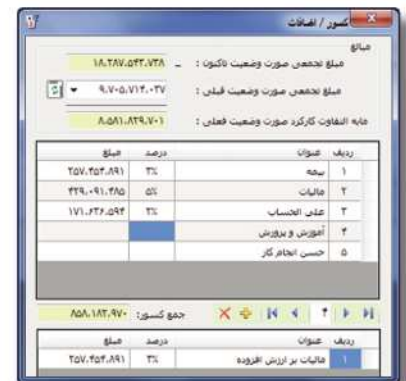 کسور / اضافات
مبالغ
مبلغ تجمعی صورت وضعیت تاکنون : ۱۸،۲۸۷،۵۴۳،۷۳۸
مبلغ تجمعی صورت وضعیت قبلی : ۹،۷۰۵،۷۱۴،۰۳۷
مابه التفاوت کارکرد صورت وضعیت فعلی : ۸،۵۸۱،۸۲۹،۷۰۱
ردیف عنوان درصد مبلغ
۱ بیمه ۳% ۲۵۷،۴۵۴،۸۹۱
۲ مالیات ۵% ۴۲۹،۰۹۱،۴۸۵
۳ علی الحساب ۲% ۱۷۱،۶۳۶،۵۹۴
۴ آموزش و پرورش
۵ حسن انجام کار
۴ جمع کسور: ۸۵۸،۱۸۲،۹۷۰
ردیف عنوان درصد مبلغ
۱ مالیات بر ارزش افزوده ۳% ۲۵۷،۴۵۴،۸۹۱